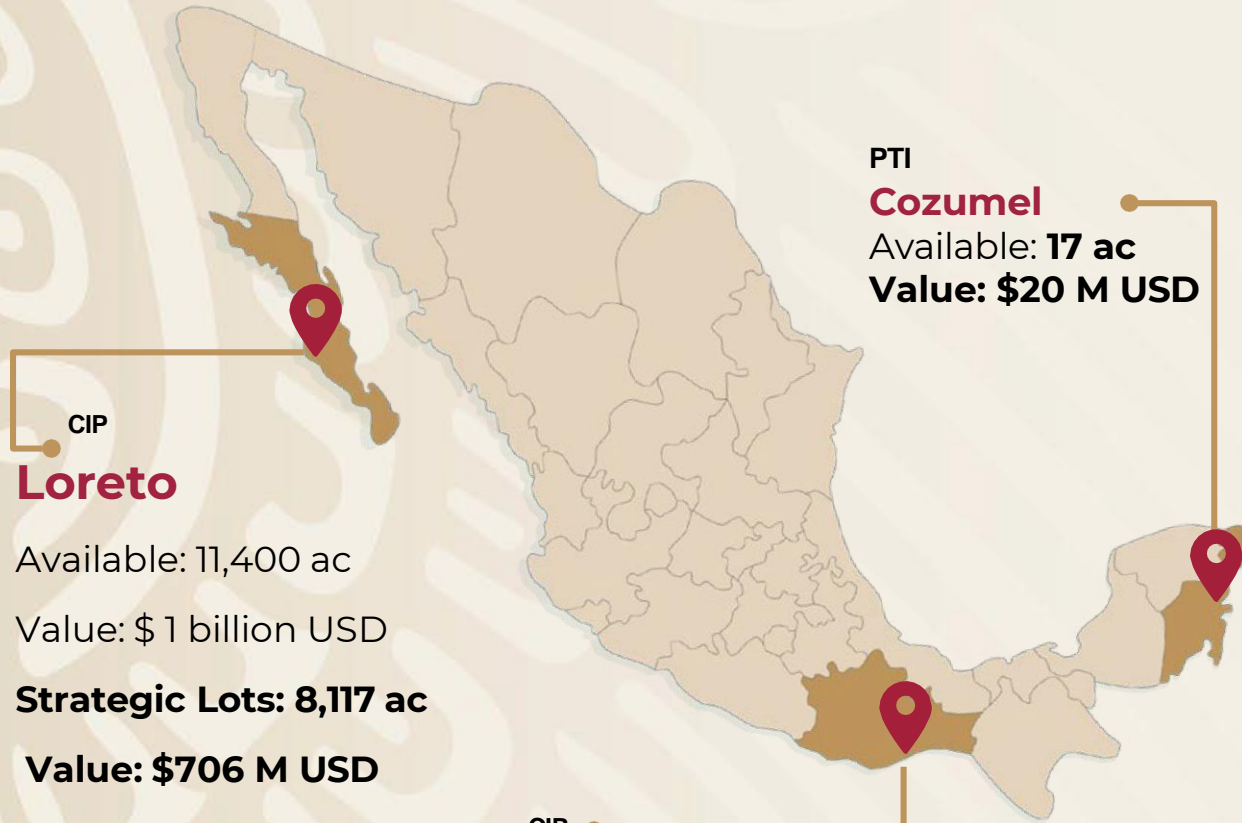 PTI
Cozumel
Available: 17 ac
Value: $20 M USD
CIP
Loreto
Available: 11,400 ac
Value: $ 1 billion USD
Strategic Lots: 8,117 ac
Value: $706 M USD
CIP